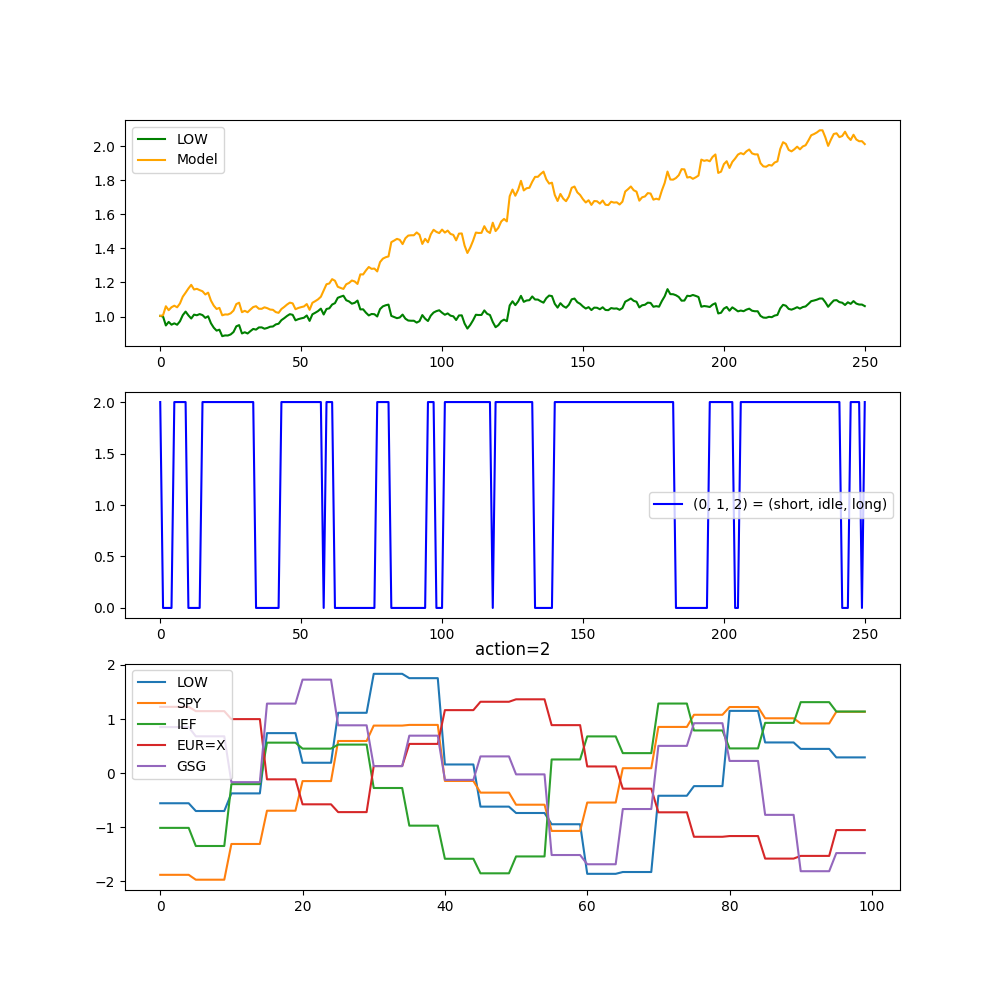 LOW
Model
2.0
1.8
1.6
1.4
1.2
1.0
0 50 100 150 200 250
2.0
1.5
1.0
0.5
0.0
(0, 1, 2) = (short, idle, long)
0 50 100 150 200 250
action=2
LOW
SPY
IEF
EUR=X
GSG
2
1
0
−1
−2
0 20 40 60 80 100